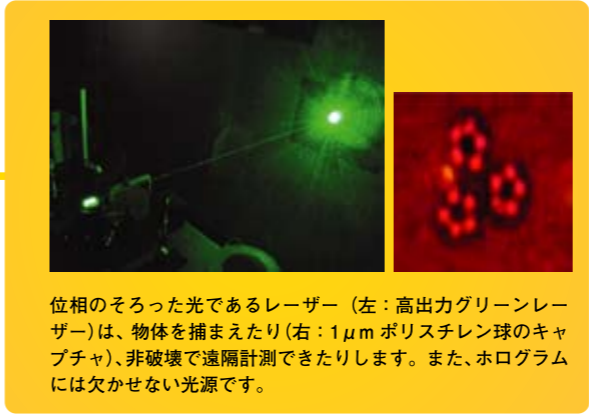 位相のそろった光であるレーザー（左：高出力グリーンレー
ザー）は、物体を捕まえたり（右：1μm ポリスチレン球のキャ
プチャ）、非破壊で遠隔計測できたりします。また、ホログラム
には欠かせない光源です。